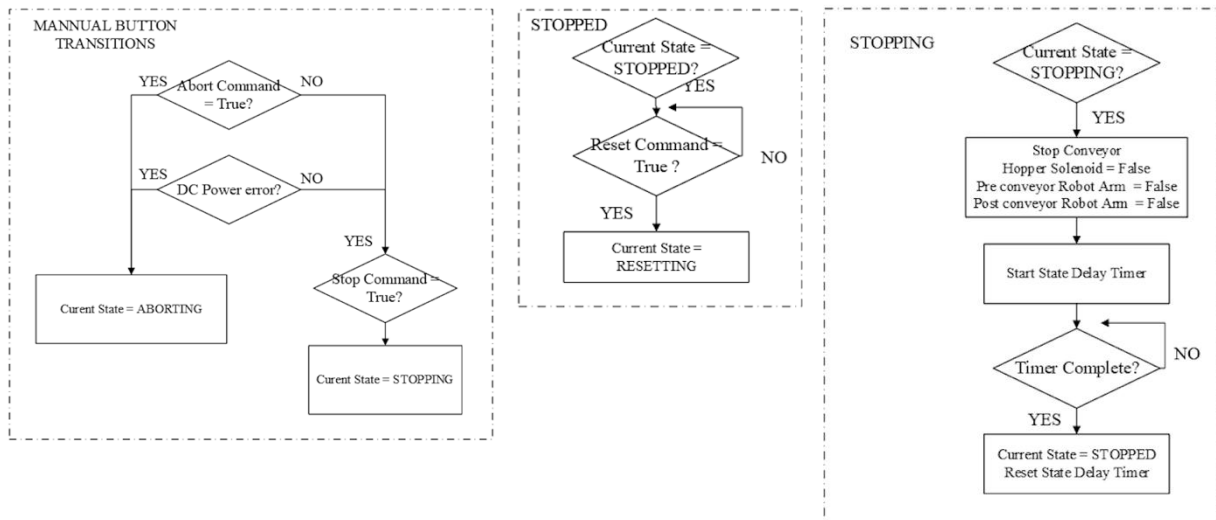 MANNUAL BUTTON
TRANSITIONS
YES
Abort Command
= True?
NO
YES
DC Power error?
NO
YES
Stop Command =
True?
Curent State = ABORTING
Curent State = STOPPING
STOPPED
Current State =
STOPPED?
YES
Reset Command =
True ?
NO
YES
Current State =
RESETTING
STOPPING
Current State =
STOPPING?
YES
Stop Conveyor
Hopper Solenoid = False
Pre conveyor Robot Arm = False
Post conveyor Robot Arm = False
Start State Delay Timer
Timer Complete?
NO
YES
Current State = STOPPED
Reset State Delay Timer